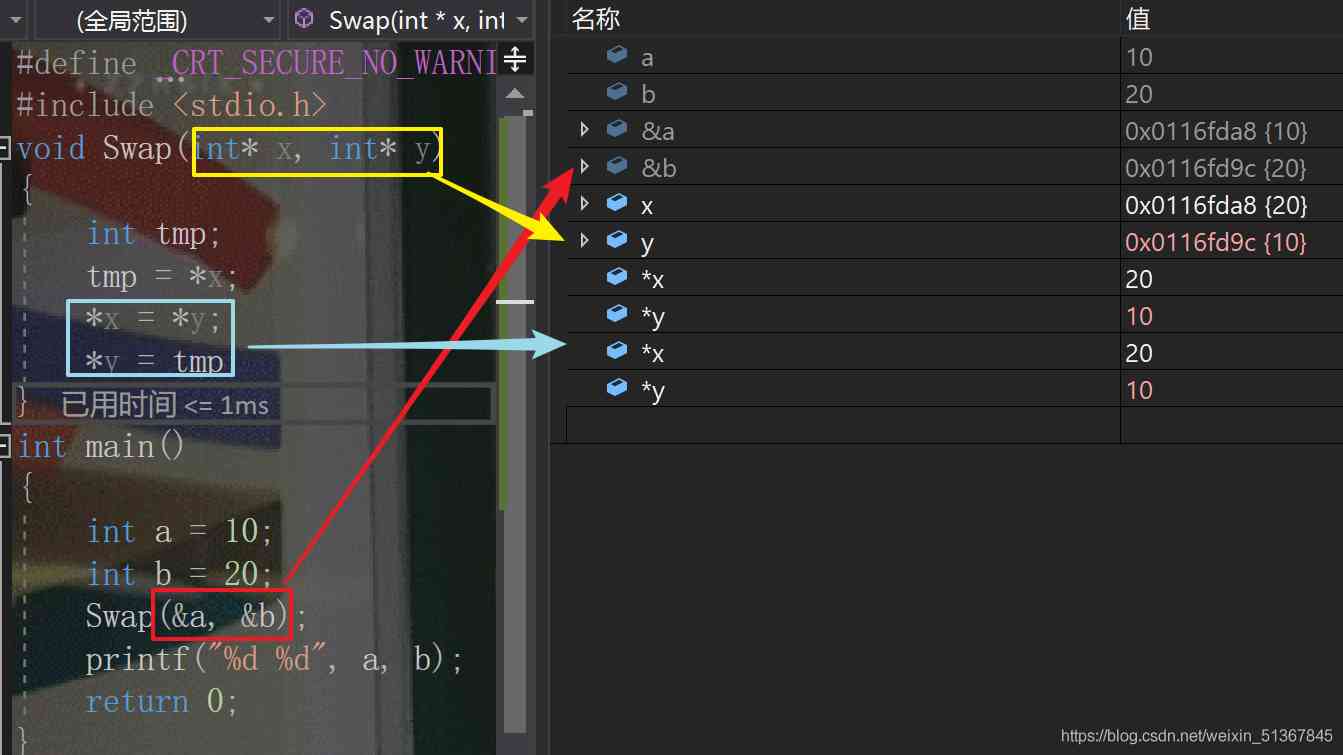 (全局范围) Swap(int * x, int
#define _CRT_SECURE_NO_WARNI
#include <stdio.h>
void Swap(int* x, int* y)
{
int tmp;
tmp = *x;
*x = *y;
*y = tmp
} 已用时间 <= 1ms
int main()
{
int a = 10;
int b = 20;
Swap(&a, &b);
printf("%d %d", a, b);
return 0;
}
名称 值
a 10
b 20
&a 0x0116fda8 {10}
&b 0x0116fd9c {20}
x 0x0116fda8 {20}
y 0x0116fd9c {10}
*x 20
*y 10
*x 20
*y 10
https://blog.csdn.net/weixin_51367845